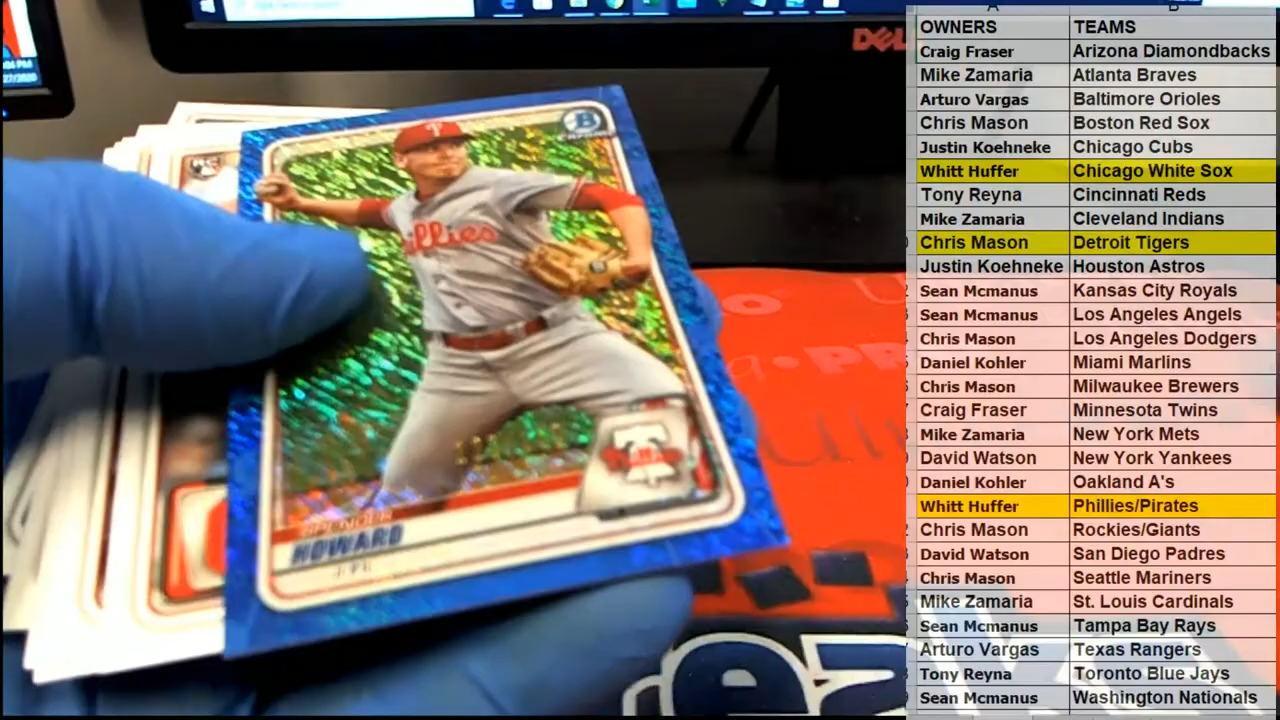 DELL
B
CHROME
RC
Phillies
SPENCER
HOWARD
A B
OWNERS TEAMS
Craig Fraser Arizona Diamondbacks
Mike Zamaria Atlanta Braves
Arturo Vargas Baltimore Orioles
Chris Mason Boston Red Sox
Justin Koehneke Chicago Cubs
Whitt Huffer Chicago White Sox
Tony Reyna Cincinnati Reds
Mike Zamaria Cleveland Indians
Chris Mason Detroit Tigers
Justin Koehneke Houston Astros
Sean Mcmanus Kansas City Royals
Sean Mcmanus Los Angeles Angels
Chris Mason Los Angeles Dodgers
Daniel Kohler Miami Marlins
Chris Mason Milwaukee Brewers
Craig Fraser Minnesota Twins
Mike Zamaria New York Mets
David Watson New York Yankees
Daniel Kohler Oakland A's
Whitt Huffer Phillies/Pirates
Chris Mason Rockies/Giants
David Watson San Diego Padres
Chris Mason Seattle Mariners
Mike Zamaria St. Louis Cardinals
Sean Mcmanus Tampa Bay Rays
Arturo Vargas Texas Rangers
Tony Reyna Toronto Blue Jays
Sean Mcmanus Washington Nationals